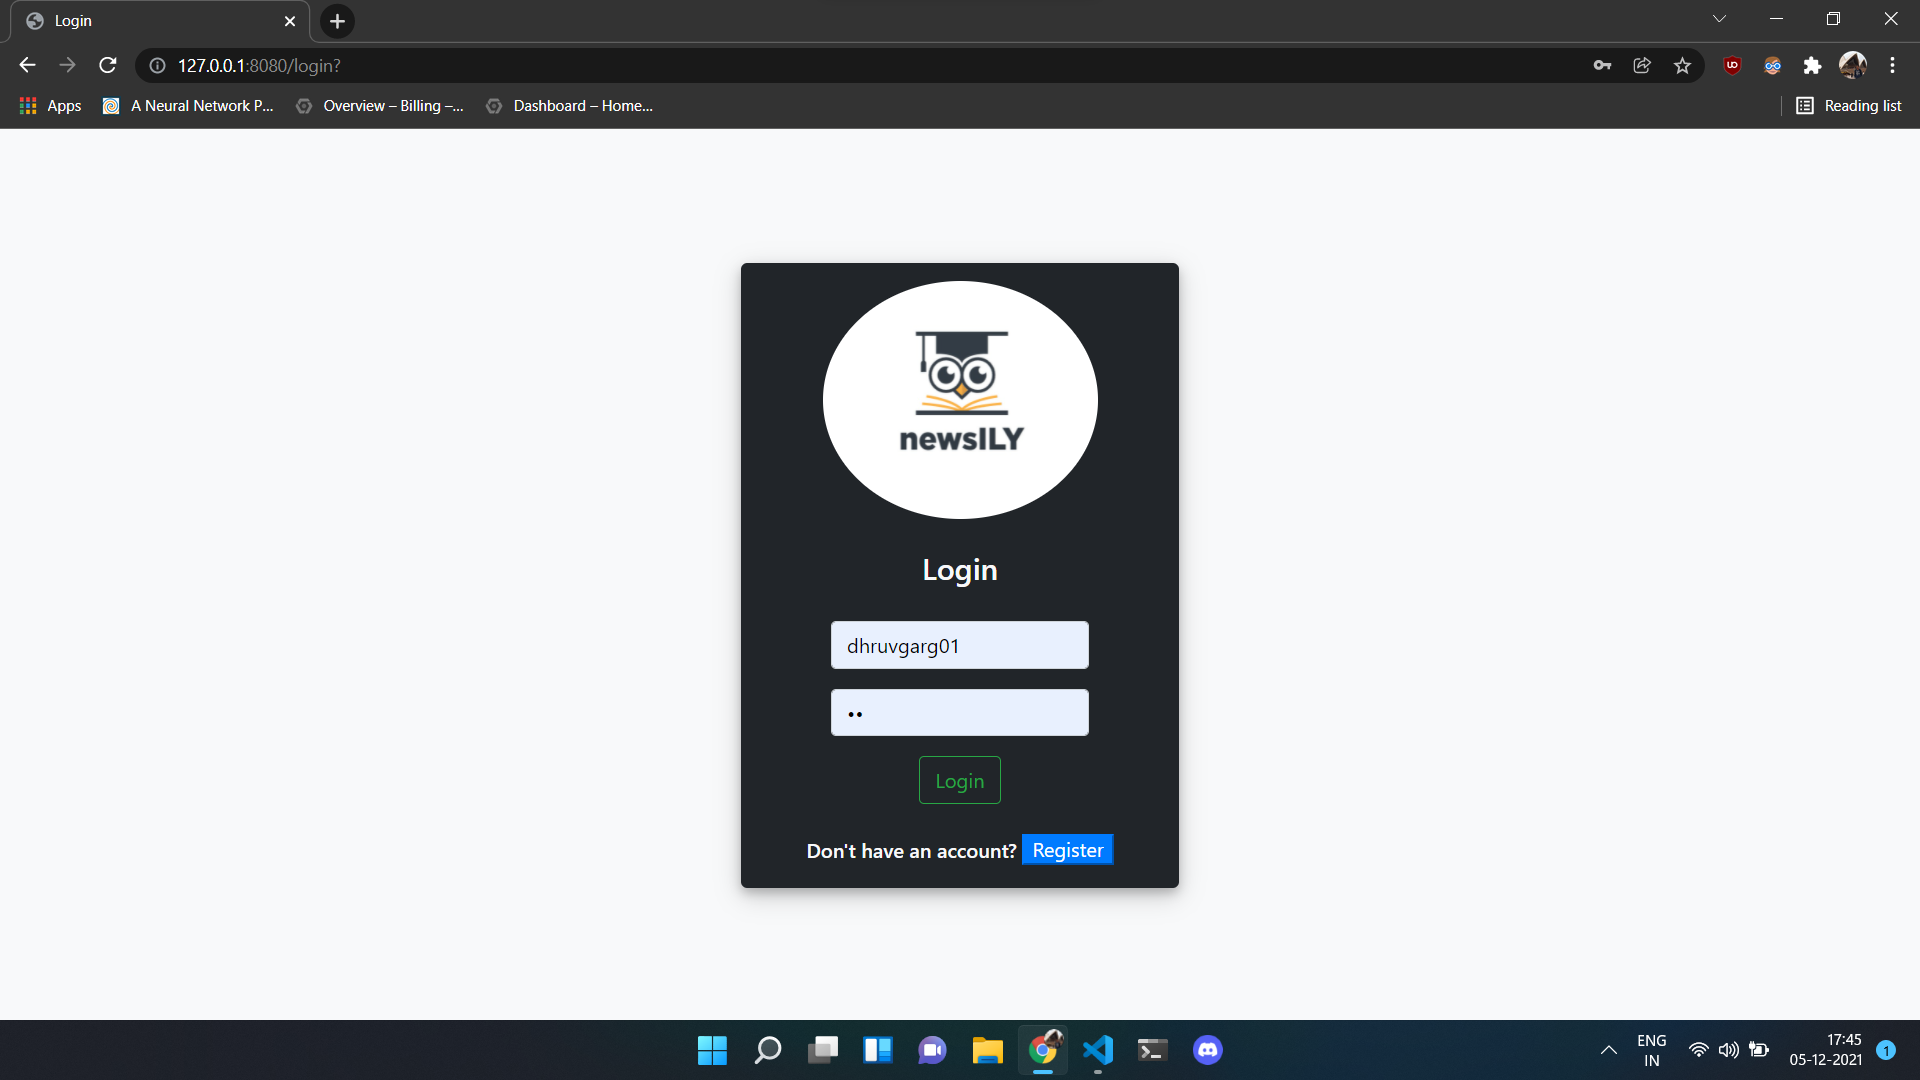 Login
127.0.0.1:8080/login?
Apps
A Neural Network P...
Overview – Billing –...
Dashboard – Home...
Reading list
newsILY
Login
dhruvgarg01
••
Login
Don't have an account? Register
ENG
IN
17:45
05-12-2021
1